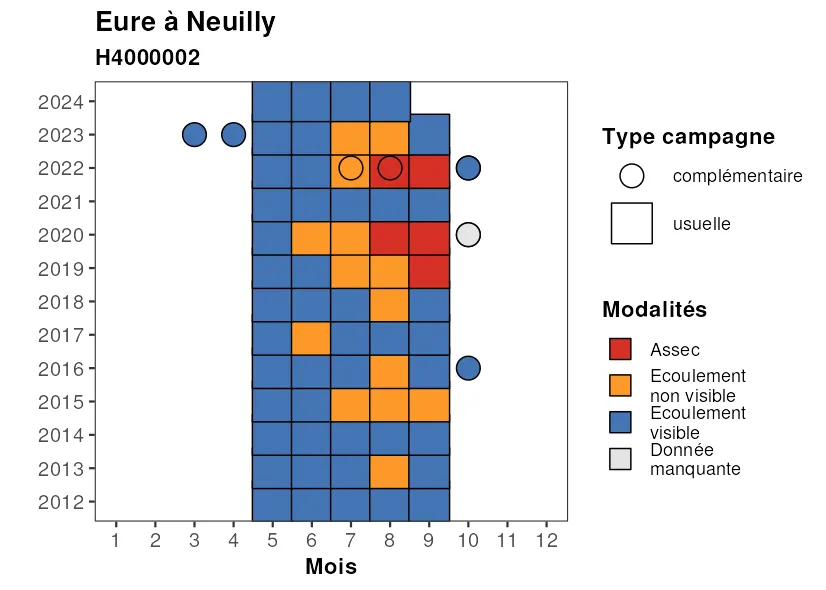 Eure à Neuilly
H4000002
2024
2023
2022
2021
2020
2019
2018
2017
2016
2015
2014
2013
2012
1 2 3 4 5 6 7 8 9 10 11 12
Mois
Type campagne
complémentaire
usuelle
Modalités
Assec
Ecoulement
non visible
Ecoulement
visible
Donnée
manquante